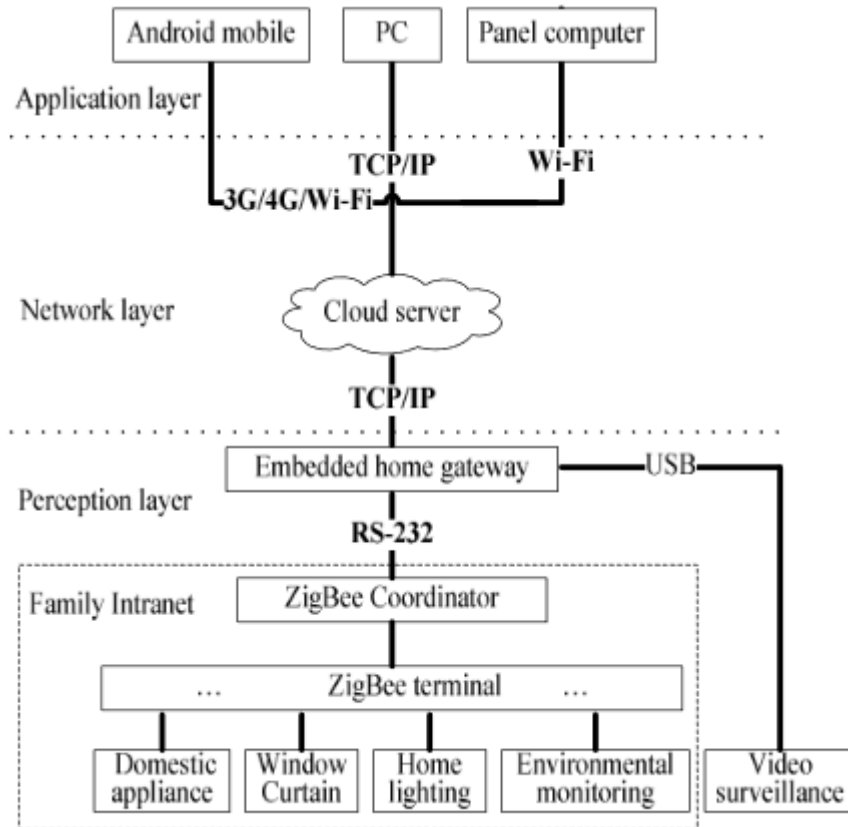 Android mobile
PC
Panel computer
Application layer
TCP/IP
Wi-Fi
3G/4G/Wi-Fi
Network layer
Cloud server
TCP/IP
Embedded home gateway
USB
Perception layer
RS-232
Family Intranet
ZigBee Coordinator
... ZigBee terminal ...
Domestic
appliance
Window
Curtain
Home
lighting
Environmental
monitoring
Video
surveillance